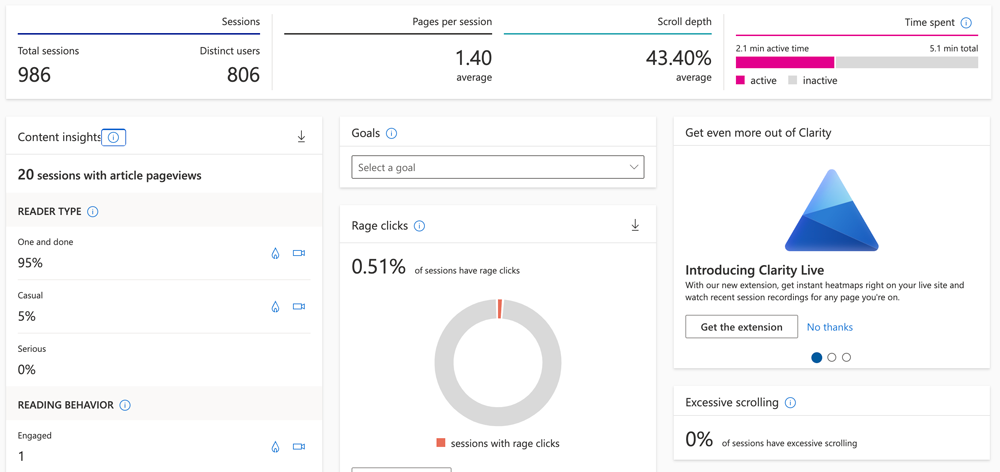 Sessions
Total sessions
Distinct users
986
806
Pages per session
1.40
average
Scroll depth
43.40%
average
Time spent
2.1 min active time
5.1 min total
active
inactive
Content insights
20 sessions with article pageviews
READER TYPE
One and done
95%
Casual
5%
Serious
0%
READING BEHAVIOR
Engaged
1
Goals
Select a goal
Rage clicks
0.51% of sessions have rage clicks
sessions with rage clicks
Get even more out of Clarity
Introducing Clarity Live
With our new extension, get instant heatmaps right on your live site and
watch recent session recordings for any page you're on.
Get the extension
No thanks
Excessive scrolling
0% of sessions have excessive scrolling